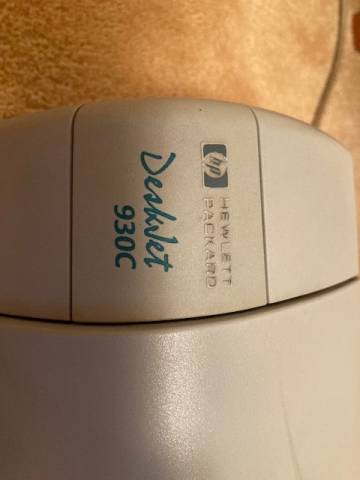 hp
HEWLETT
PACKARD
DeskJet
930C